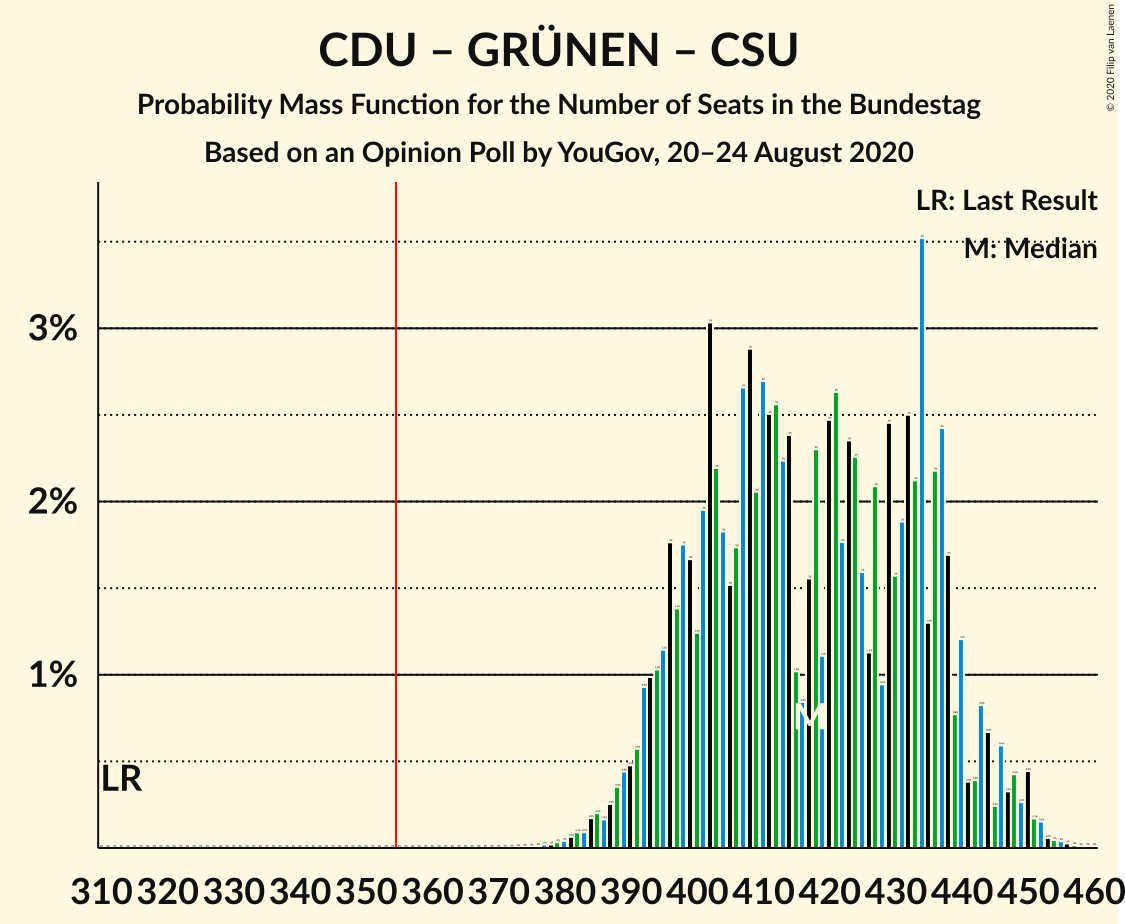 CDU – GRÜNEN – CSU
Probability Mass Function for the Number of Seats in the Bundestag
Based on an Opinion Poll by YouGov, 20–24 August 2020
© 2020 Filip van Laenen
LR: Last Result
M: Median
3%
2%
1%
M
LR
310 320 330 340 350 360 370 380 390 400 410 420 430 440 450 460